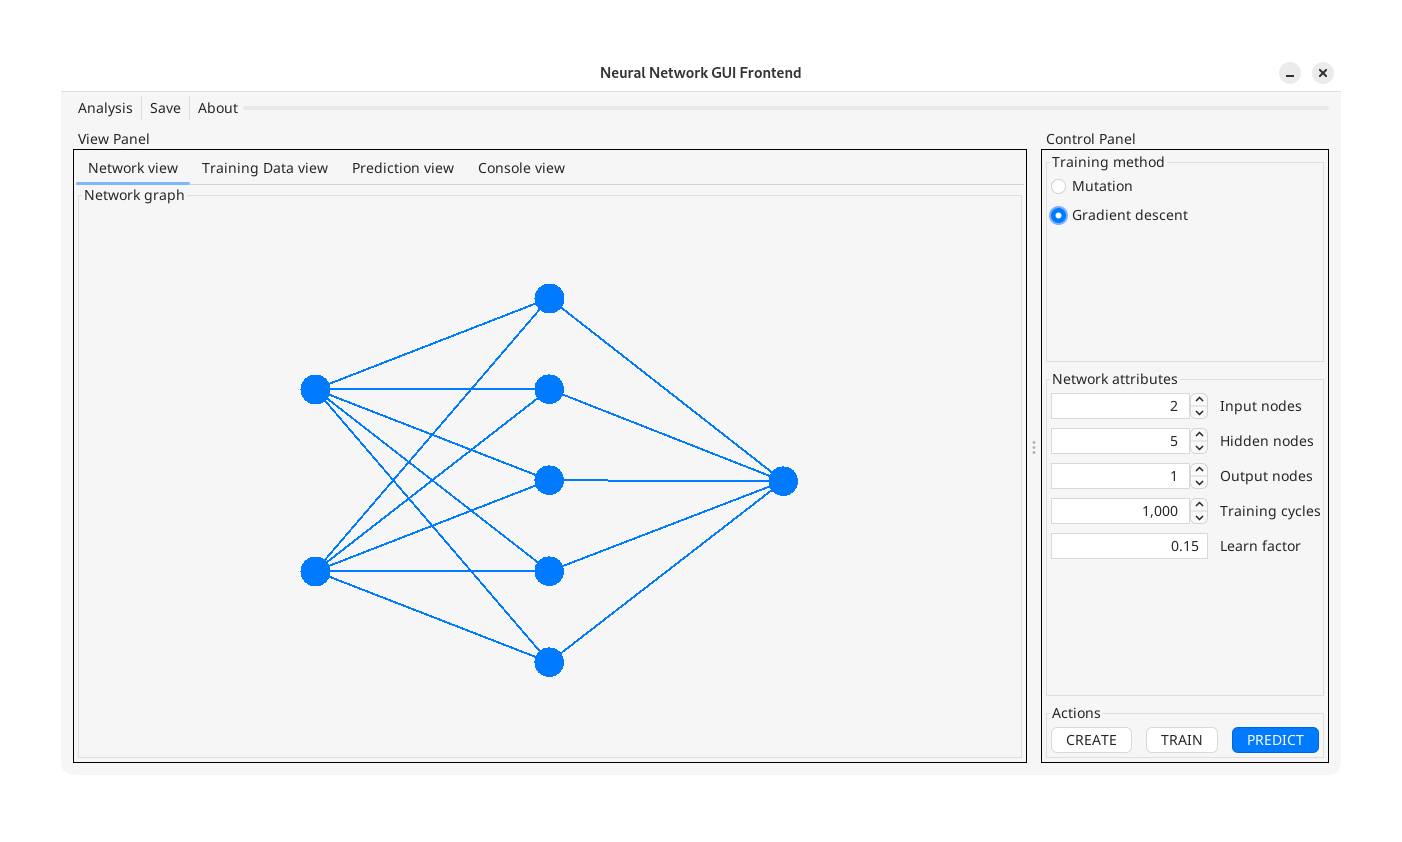 Neural Network GUI Frontend
Analysis Save About
View Panel
Network view Training Data view Prediction view Console view
Network graph
Control Panel
Training method
Mutation
Gradient descent
Network attributes
2 Input nodes
5 Hidden nodes
1 Output nodes
1,000 Training cycles
0.15 Learn factor
Actions
CREATE TRAIN PREDICT